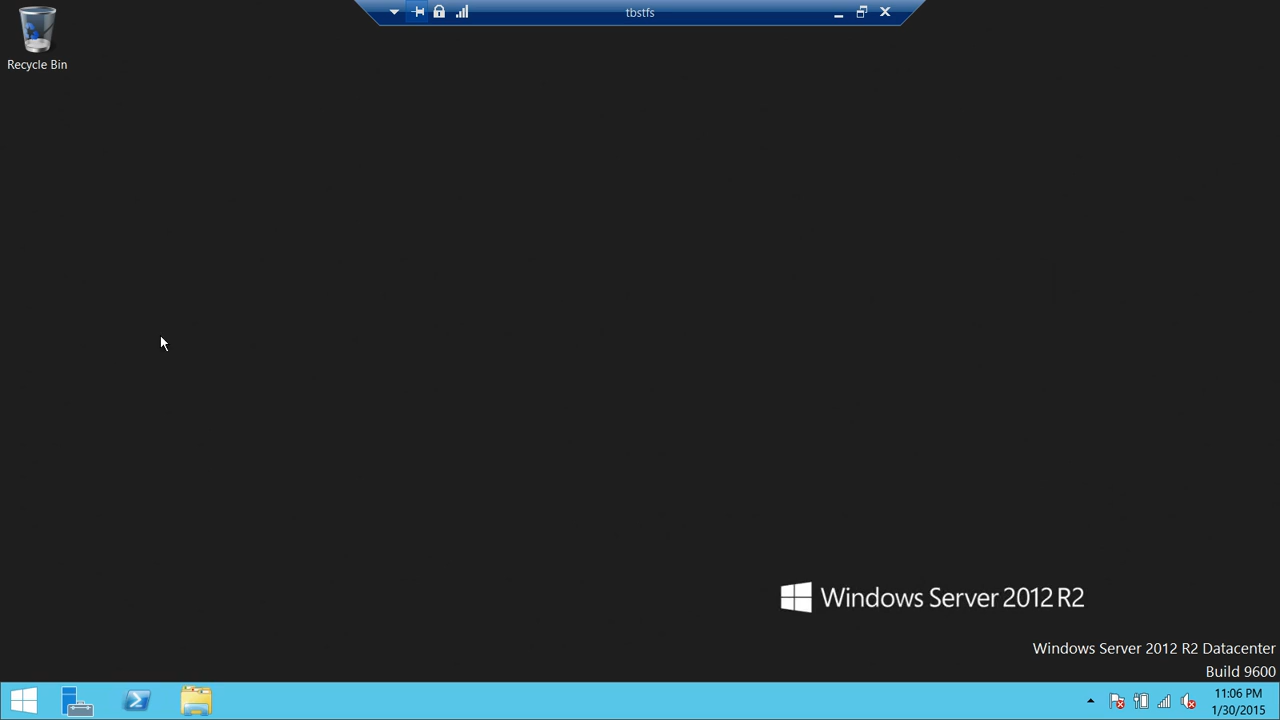 tbstfs
Recycle Bin
Windows Server 2012 R2
Windows Server 2012 R2 Datacenter
Build 9600
11:06 PM
1/30/2015